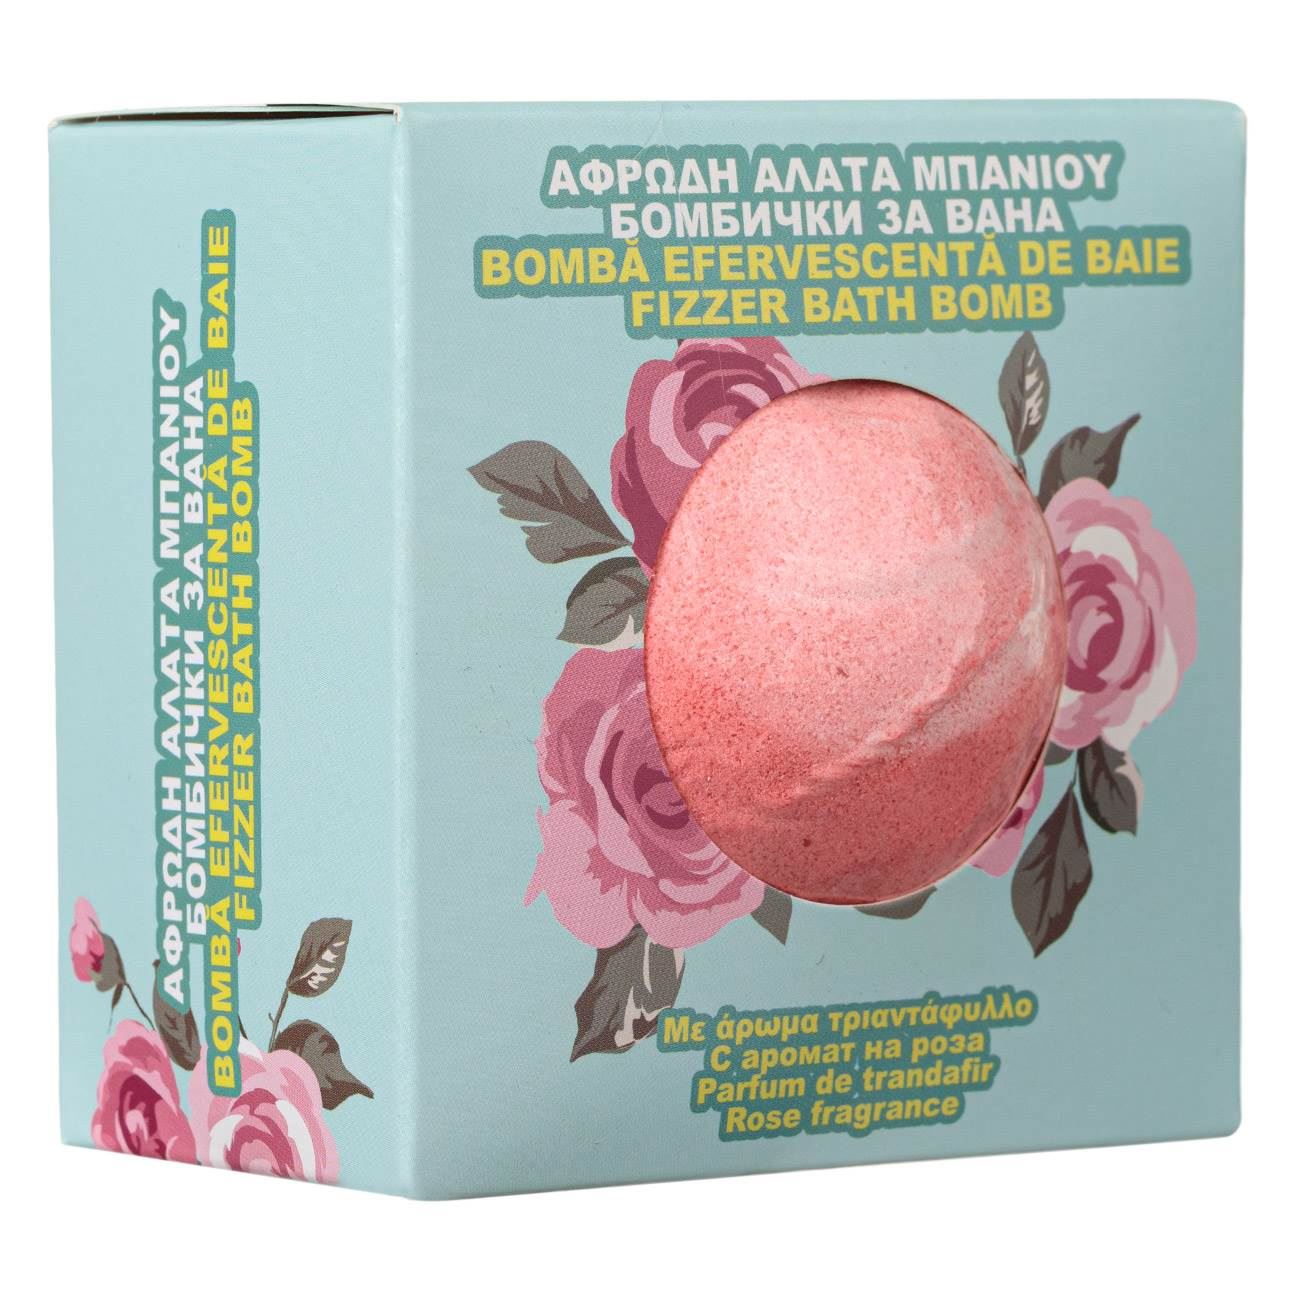 ΑΦΡΩΔΗ ΑΛΑΤΑ ΜΠΑΝΙΟΥ
БОМБИЧКИ ЗА ВАНА
BOMBĂ EFERVESCENTĂ DE BAIE
FIZZER BATH BOMB
Με άρωμα τριαντάφυλλο
С аромат на роза
Parfum de trandafir
Rose fragrance
ΑΦΡΩΔΗ ΑΛΑΤΑ ΜΠΑΝΙΟΥ
БОМБИЧКИ ЗА ВАНА
BOMBĂ EFERVESCENTĂ DE BAIE
FIZZER BATH BOMB